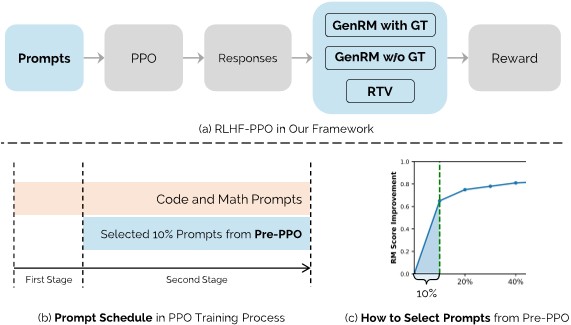 Prompts
PPO
Responses
GenRM with GT
GenRM w/o GT
RTV
Reward
(a) RLHF-PPO in Our Framework
Code and Math Prompts
Selected 10% Prompts from Pre-PPO
First Stage
Second Stage
(b) Prompt Schedule in PPO Training Process
RM Score Improvement
1.0
0.8
0.6
0.4
0.2
0.0
20%
40%
10%
(c) How to Select Prompts from Pre-PPO